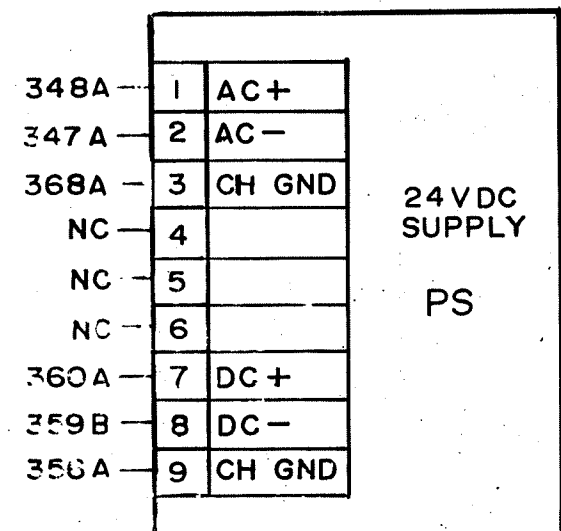 348A 1 AC+
347A 2 AC-
368A 3 CH GND
NC 4
NC 5
NC 6
360A 7 DC+
359B 8 DC-
356A 9 CH GND
24VDC
SUPPLY
PS